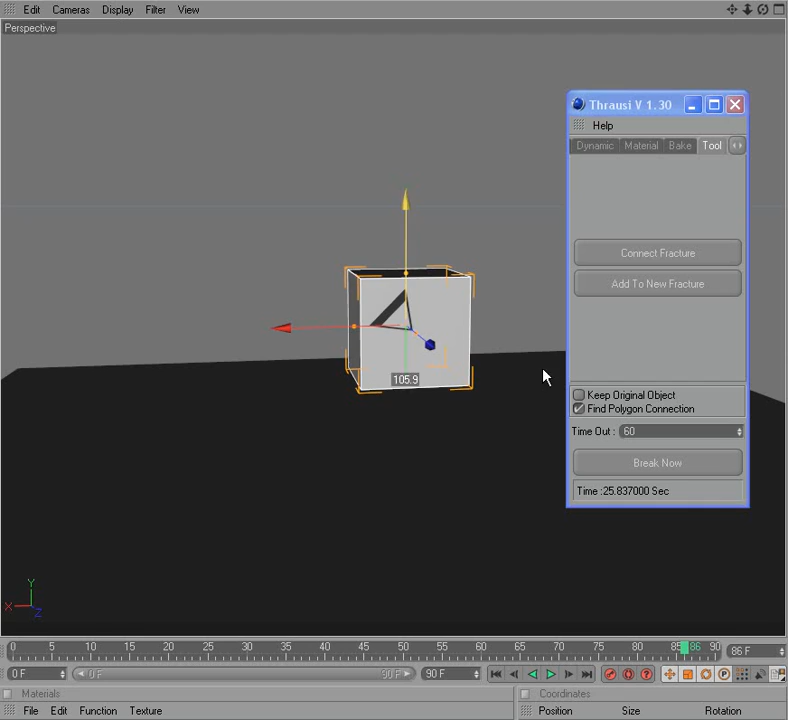 Edit Cameras Display Filter View
Perspective
Thrausi V 1.30
Help
Dynamic Material Bake Tool
Connect Fracture
Add To New Fracture
105.9
Keep Original Object
Find Polygon Connection
Time Out : 60
Break Now
Time :25.837000 Sec
Y
X Z
0 5 10 15 20 25 30 35 40 45 50 55 60 65 70 75 80 85 86 90 86 F
0 F 0 F 90 F 90 F
Materials Coordinates
File Edit Function Texture Position Size Rotation